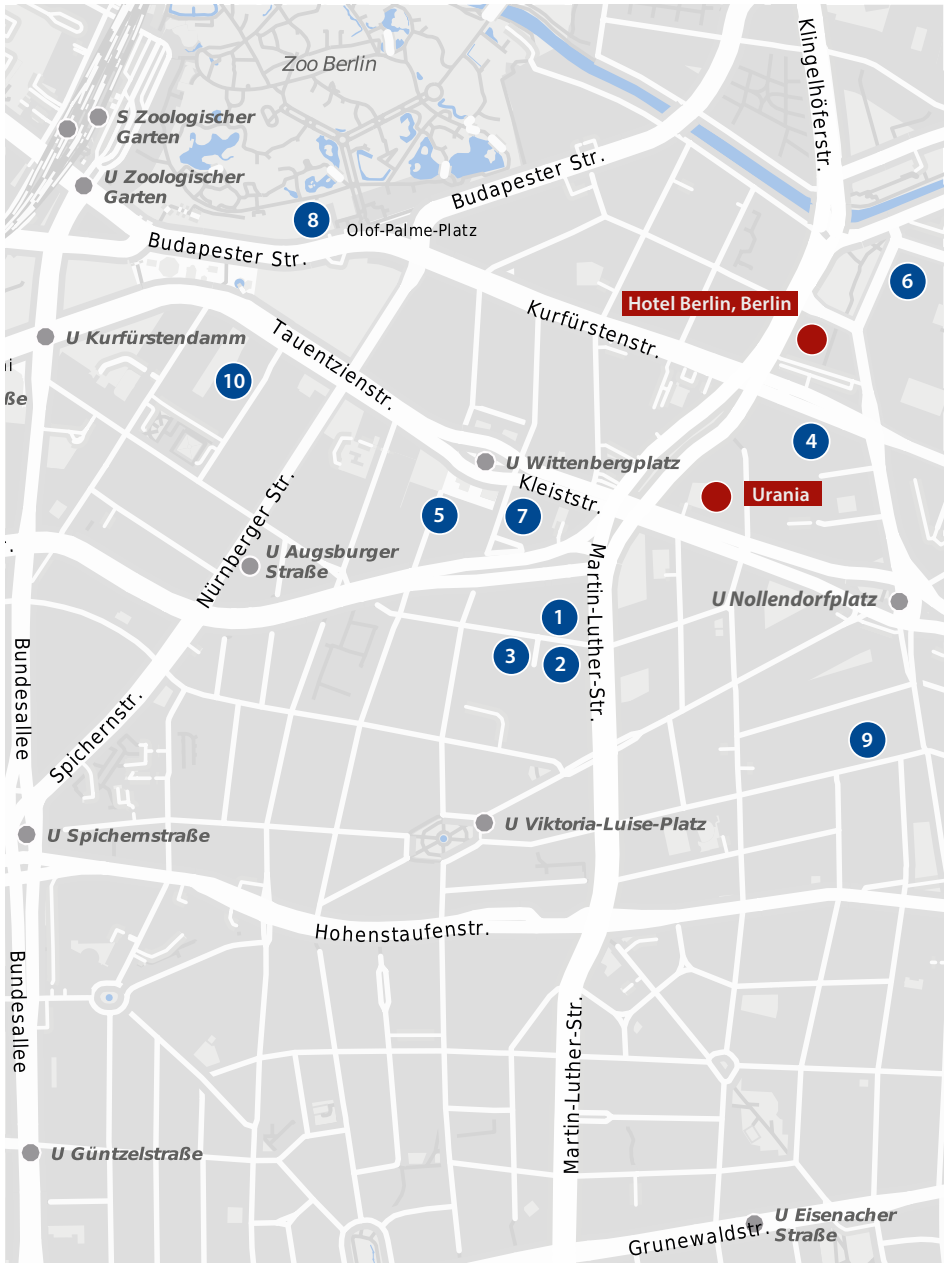 Zoo Berlin
Klingelhöferstr.
S Zoologischer
Garten
U Zoologischer
Garten
Budapester Str.
8
Olof-Palme-Platz
Budapester Str.
6
Hotel Berlin, Berlin
Kurfürstenstr.
U Kurfürstendamm
Tauentzienstr.
ße
10
4
U Wittenbergplatz
Kleiststr.
Urania
5
7
Nürnberger Str.
U Augsburger
Straße
Martin-Luther-Str.
U Nollendorfplatz
1
3
2
Bundesallee
Spichernstr.
9
U Viktoria-Luise-Platz
U Spichernstraße
Hohenstaufenstr.
Bundesallee
Martin-Luther-Str.
U Güntzelstraße
U Eisenacher
Straße
Grunewaldstr.